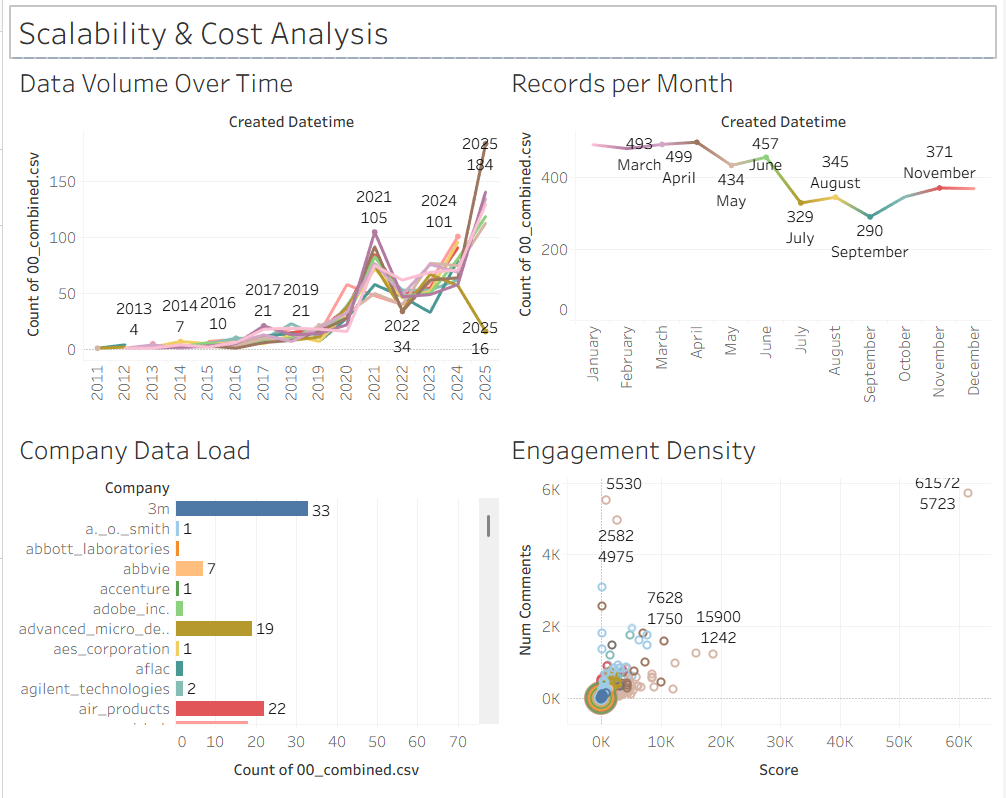 Scalability & Cost Analysis
Data Volume Over Time
Created Datetime
Count of 00_combined.csv
150
100
50
0
2013
4
2014
7
2016
10
2017
21
2019
21
2021
105
2022
34
2024
101
2025
184
2025
16
2011
2012
2013
2014
2015
2016
2017
2018
2019
2020
2021
2022
2023
2024
2025
Records per Month
Created Datetime
Count of 00_combined.csv
400
200
0
493
March
499
April
434
May
457
June
329
July
345
August
290
September
371
November
January
February
March
April
May
June
July
August
September
October
November
December
Company Data Load
Company
3m
33
a._o._smith
1
abbott_laboratories
abbvie
7
accenture
1
adobe_inc.
advanced_micro_de..
19
aes_corporation
1
aflac
agilent_technologies
2
air_products
22
0
10
20
30
40
50
60
70
Count of 00_combined.csv
Engagement Density
Num Comments
6K
4K
2K
0K
5530
2582
4975
7628
1750
15900
1242
61572
5723
0K
10K
20K
30K
40K
50K
60K
Score